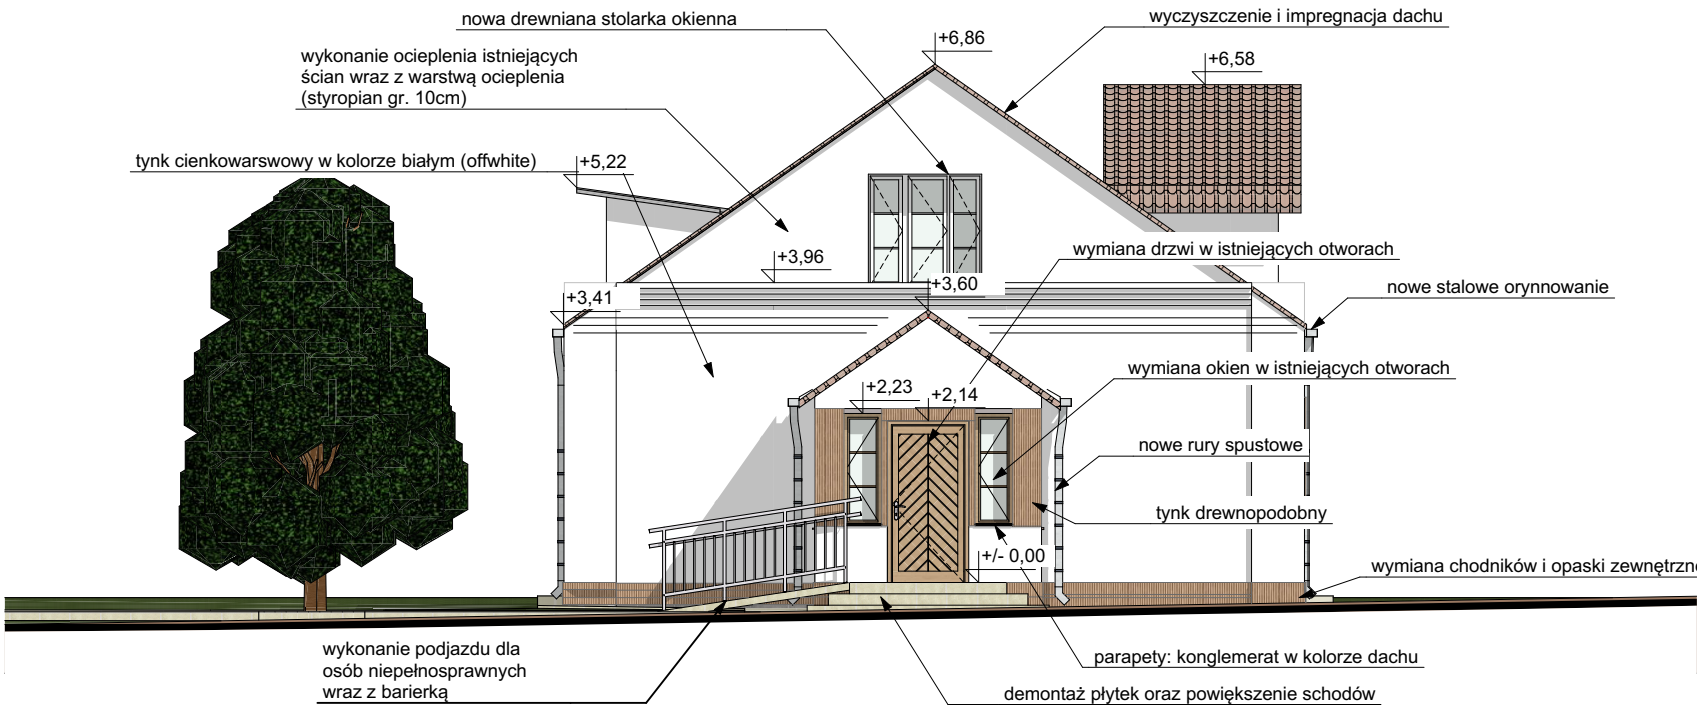 nowa drewniana stolarka okienna
wyczyszczenie i impregnacja dachu
+6,86
wykonanie ocieplenia istniejących
ścian wraz z warstwą ocieplenia
(styropian gr. 10cm)
+6,58
tynk cienkowarswowy w kolorze białym (offwhite)
+5,22
wymiana drzwi w istniejących otworach
+3,96
+3,60
+3,41
nowe stalowe orynnowanie
wymiana okien w istniejących otworach
+2,23
+2,14
nowe rury spustowe
tynk drewnopodobny
+/- 0,00
wymiana chodników i opaski zewnętrzne
wykonanie podjazdu dla
osób niepełnosprawnych
wraz z barierką
parapety: konglomerat w kolorze dachu
demontaż płytek oraz powiększenie schodów